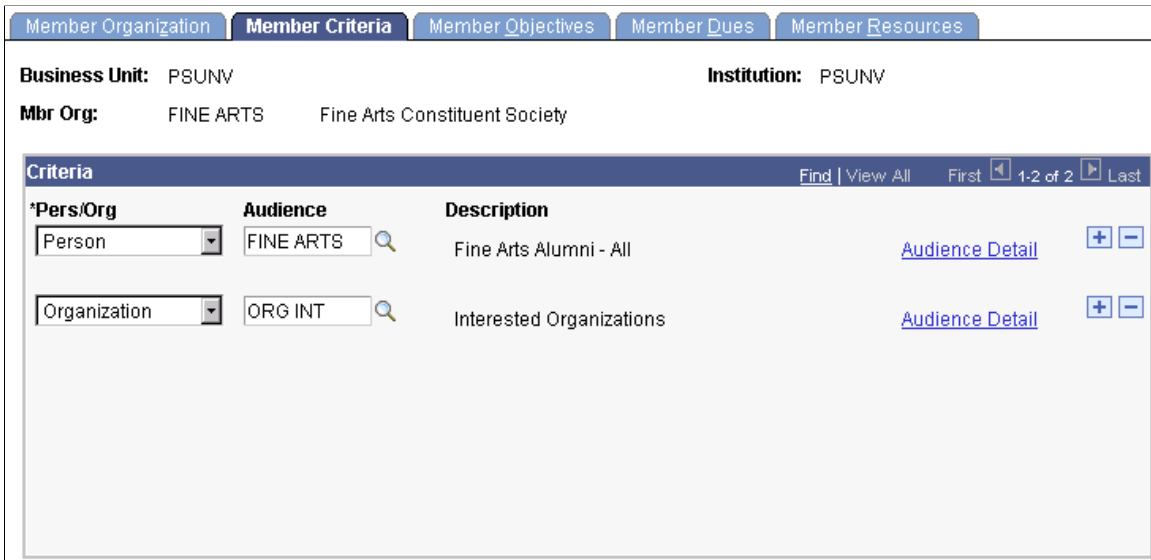 Member Organization Member Criteria Member Objectives Member Dues Member Resources
Business Unit: PSUNV Institution: PSUNV
Mbr Org: FINE ARTS Fine Arts Constituent Society
Criteria Find | View All First 1-2 of 2 Last
*Pers/Org Audience Description
Person FINE ARTS Fine Arts Alumni - All Audience Detail + -
Organization ORG INT Interested Organizations Audience Detail + -